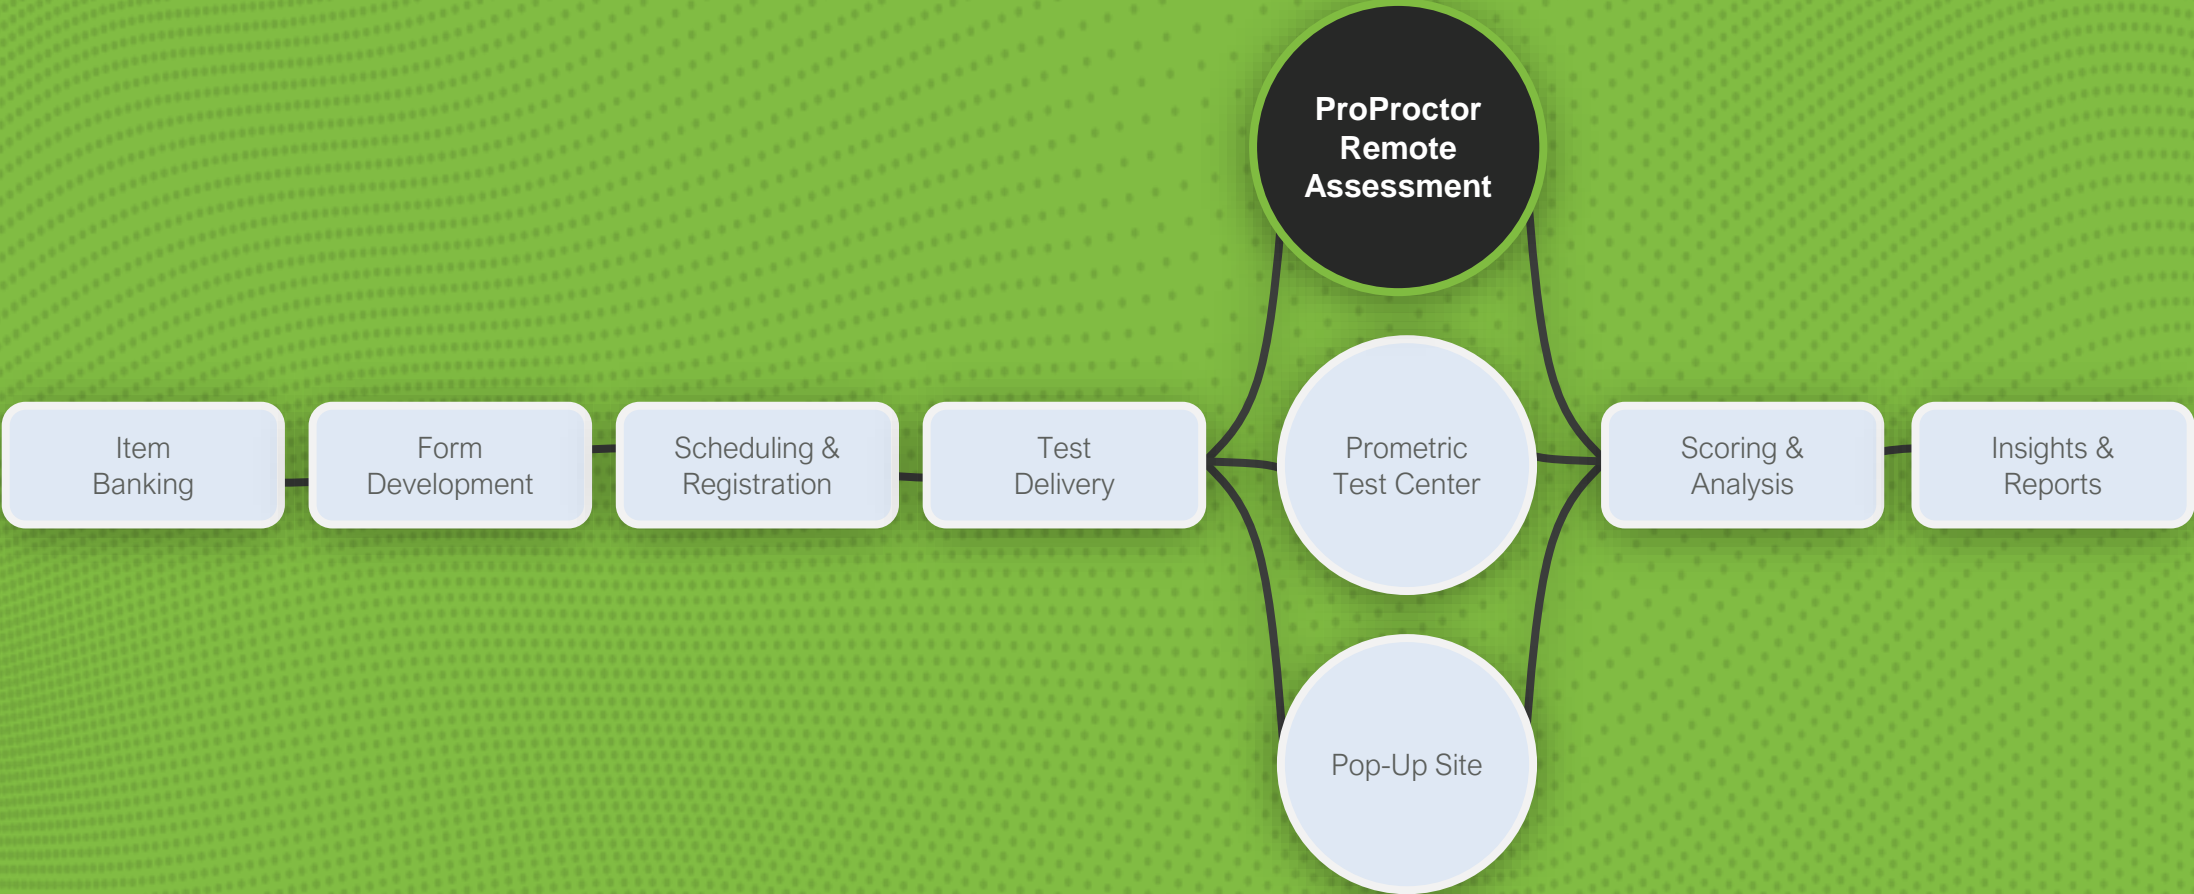 ProProctor
Remote
Assessment
Item
Banking
Form
Development
Scheduling &
Registration
Test
Delivery
Prometric
Test Center
Scoring &
Analysis
Insights &
Reports
Pop-Up Site